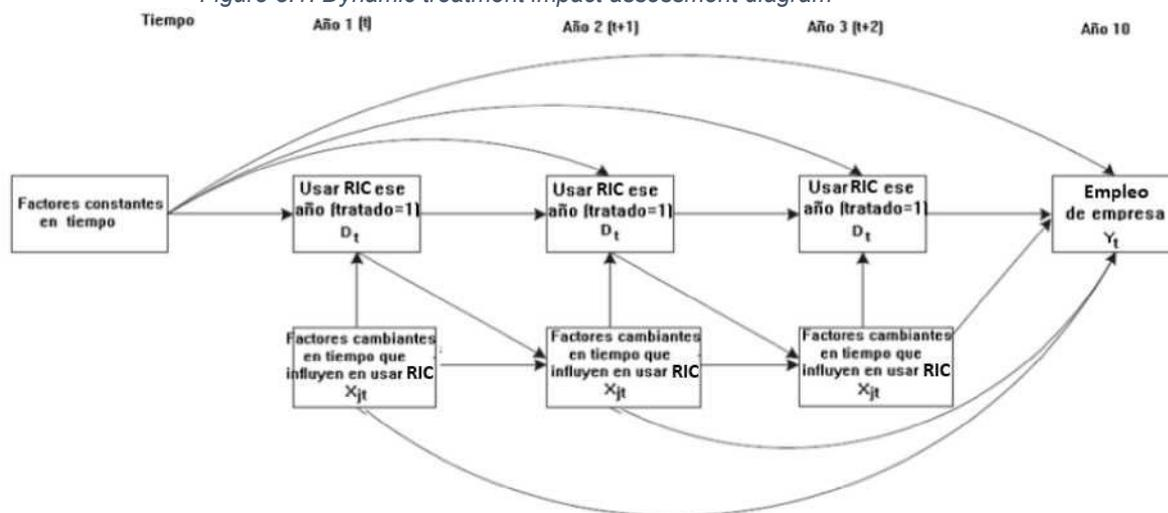 Figure 3.1. Dynamic treatment impact assessment diagram
Tiempo
Año 1 (t)
Año 2 (t+1)
Año 3 (t+2)
Año 10
Factores constantes
en tiempo
Usar RIC ese
año (tratado=1)
Dt
Usar RIC ese
año (tratado=1)
Dt
Usar RIC ese
año (tratado=1)
Dt
Empleo
de empresa
Yt
Factores cambiantes
en tiempo que
influyen en usar RIC
Xjt
Factores cambiantes
en tiempo que
influyen en usar RIC
Xjt
Factores cambiantes
en tiempo que
influyen en usar RIC
Xjt